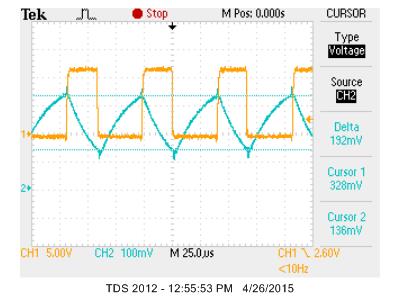 Tek Stop M Pos: 0.000s CURSOR
Type
Voltage
Source
CH2
Delta
192mV
Cursor 1
328mV
Cursor 2
136mV
1
2
CH1 5.00V CH2 100mV M 25.0µs CH1 2.60V
<10Hz
TDS 2012 - 12:55:53 PM 4/26/2015